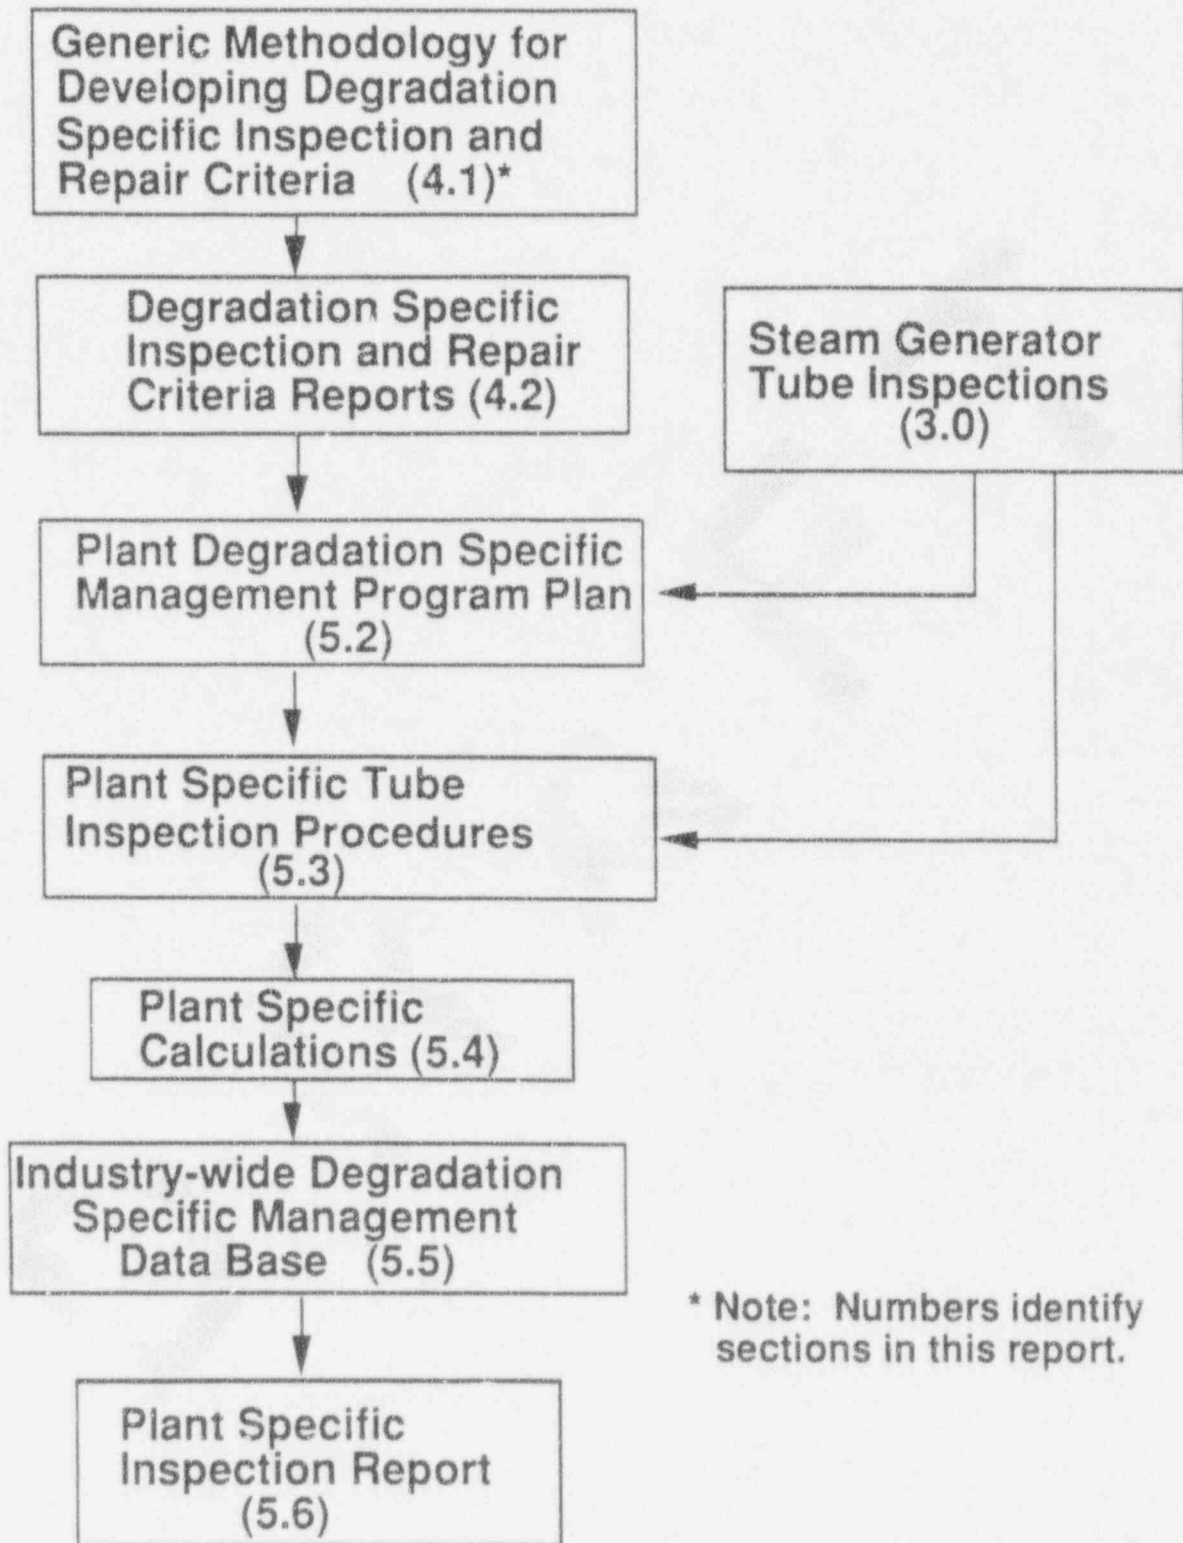 Generic Methodology for
Developing Degradation
Specific Inspection and
Repair Criteria (4.1)*
Degradation Specific
Inspection and Repair
Criteria Reports (4.2)
Steam Generator
Tube Inspections
(3.0)
Plant Degradation Specific
Management Program Plan
(5.2)
Plant Specific Tube
Inspection Procedures
(5.3)
Plant Specific
Calculations (5.4)
Industry-wide Degradation
Specific Management
Data Base (5.5)
* Note: Numbers identify
sections in this report.
Plant Specific
Inspection Report
(5.6)